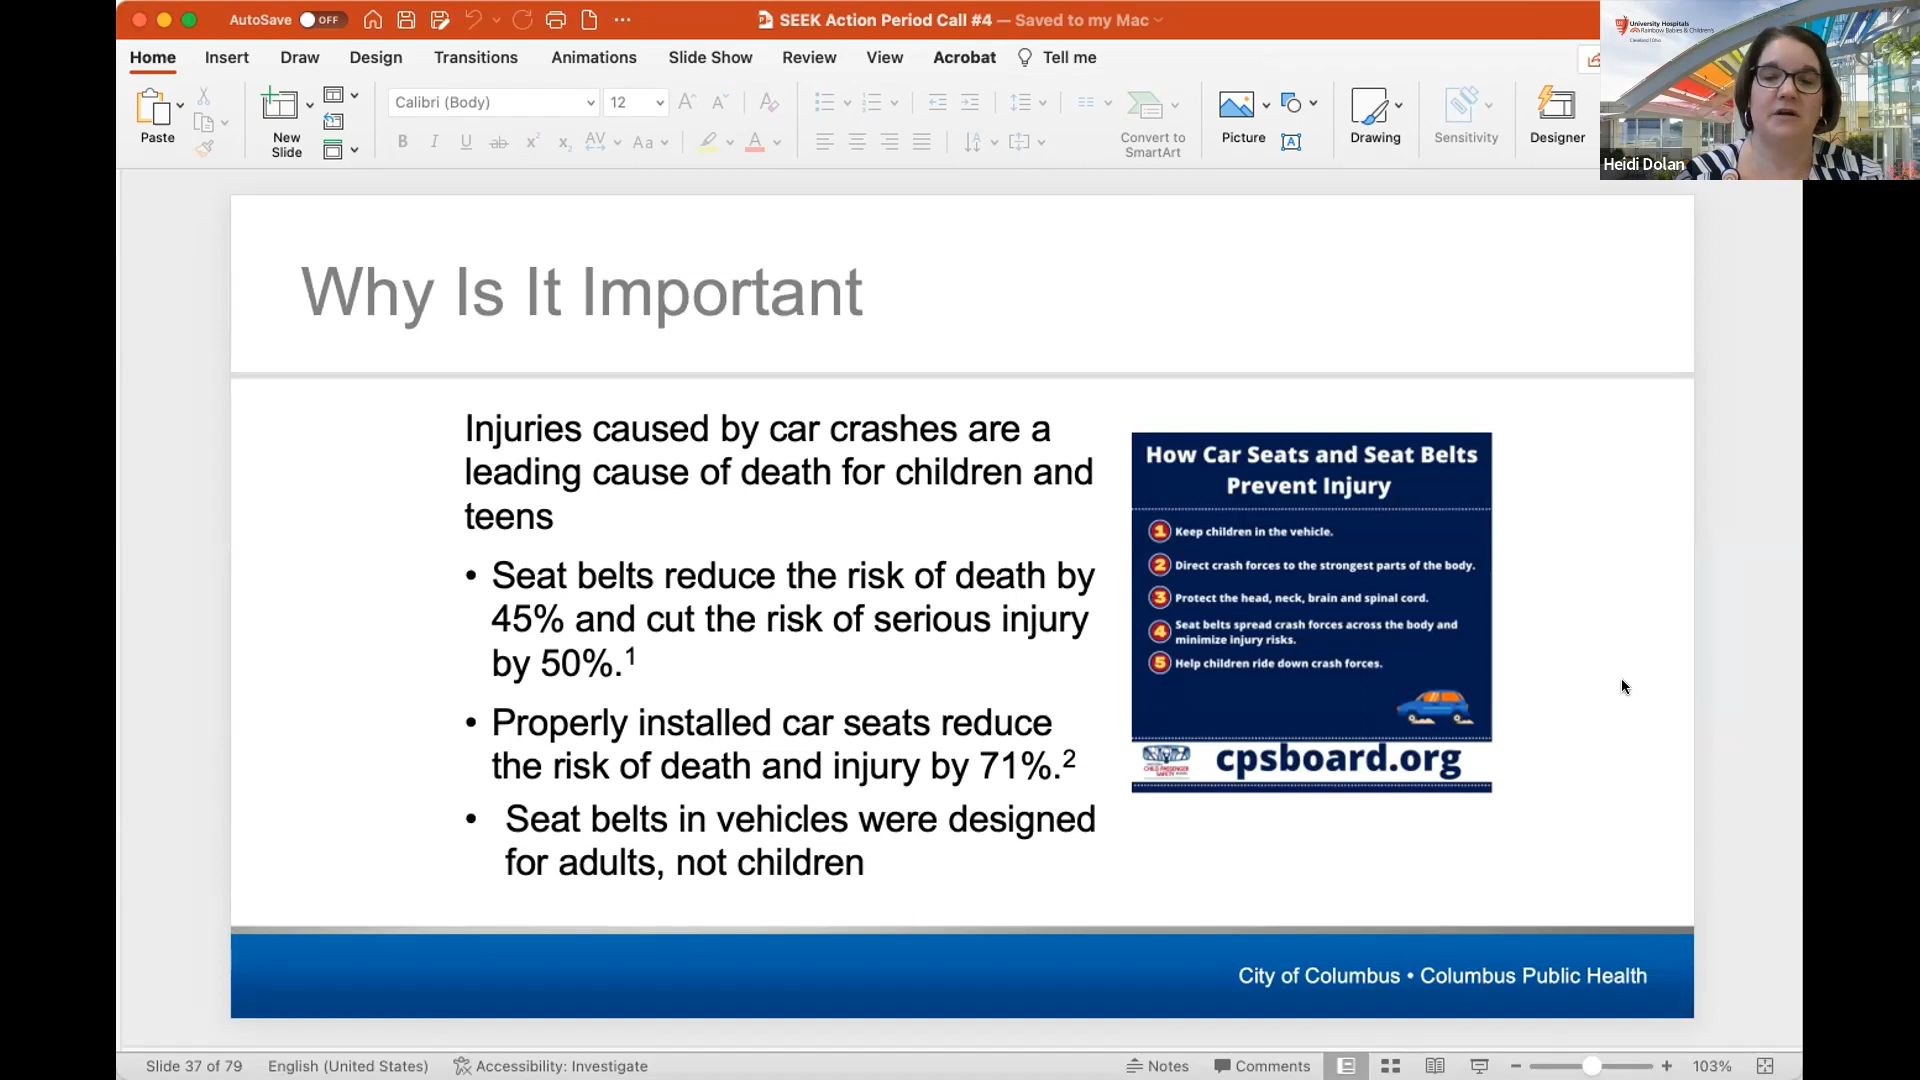 AutoSave OFF
SEEK Action Period Call #4 — Saved to my Mac
University Hospitals
Rainbow Babies & Children's
Home Insert Draw Design Transitions Animations Slide Show Review View Acrobat Tell me
Paste
New
Slide
Calibri (Body) 12
Convert to
SmartArt
Picture
Drawing
Sensitivity
Designer
Heidi Dolan
Why Is It Important
Injuries caused by car crashes are a
leading cause of death for children and
teens
• Seat belts reduce the risk of death by
45% and cut the risk of serious injury
by 50%.1
• Properly installed car seats reduce
the risk of death and injury by 71%.2
• Seat belts in vehicles were designed
for adults, not children
How Car Seats and Seat Belts
Prevent Injury
1 Keep children in the vehicle.
2 Direct crash forces to the strongest parts of the body.
3 Protect the head, neck, brain and spinal cord.
4 Seat belts spread crash forces across the body and
minimize injury risks.
5 Help children ride down crash forces.
CHILD PASSENGER
cpsboard.org
City of Columbus • Columbus Public Health
Slide 37 of 79 English (United States) Accessibility: Investigate Notes Comments 103%